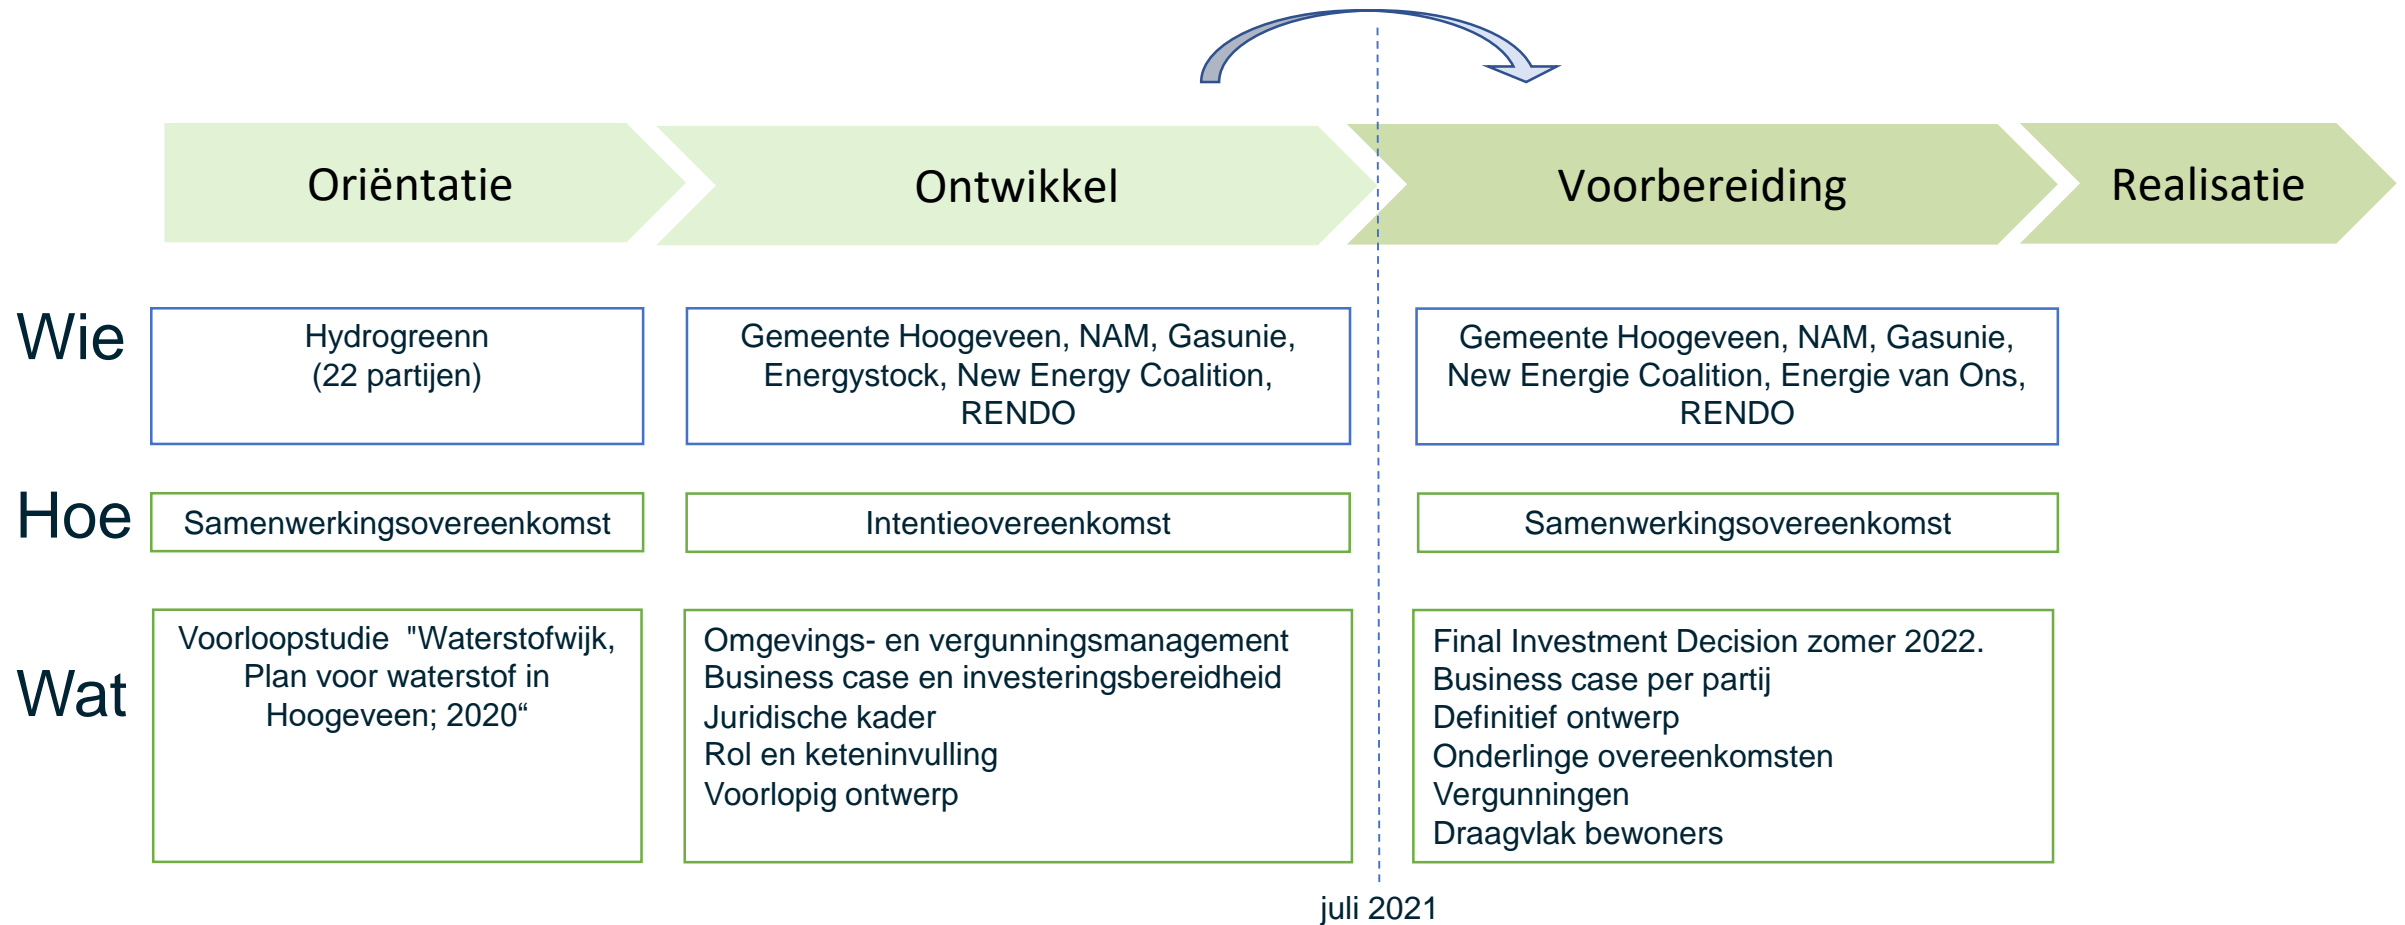 Oriëntatie
Ontwikkel
Voorbereiding
Realisatie
Wie
Hydrogreenn
(22 partijen)
Gemeente Hoogeveen, NAM, Gasunie,
Energystock, New Energy Coalition,
RENDO
Gemeente Hoogeveen, NAM, Gasunie,
New Energie Coalition, Energie van Ons,
RENDO
Hoe
Samenwerkingsovereenkomst
Intentieovereenkomst
Samenwerkingsovereenkomst
Wat
Voorloopstudie "Waterstofwijk,
Plan voor waterstof in
Hoogeveen; 2020“
Omgevings- en vergunningsmanagement
Business case en investeringsbereidheid
Juridische kader
Rol en keteninvulling
Voorlopig ontwerp
Final Investment Decision zomer 2022.
Business case per partij
Definitief ontwerp
Onderlinge overeenkomsten
Vergunningen
Draagvlak bewoners
juli 2021